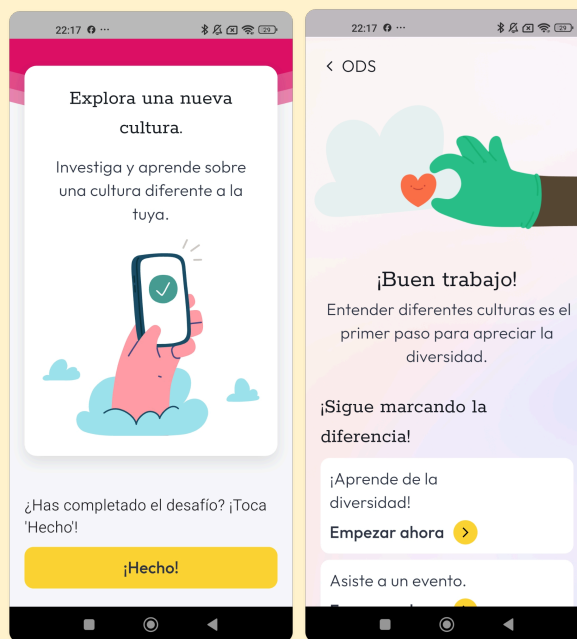 22:17 ...
29
Explora una nueva
cultura.
Investiga y aprende sobre
una cultura diferente a la
tuya.
¿Has completado el desafío? ¡Toca
'Hecho'!
¡Hecho!
22:17 ...
29
< ODS
¡Buen trabajo!
Entender diferentes culturas es el
primer paso para apreciar la
diversidad.
¡Sigue marcando la
diferencia!
¡Aprende de la
diversidad!
Empezar ahora >
Asiste a un evento.